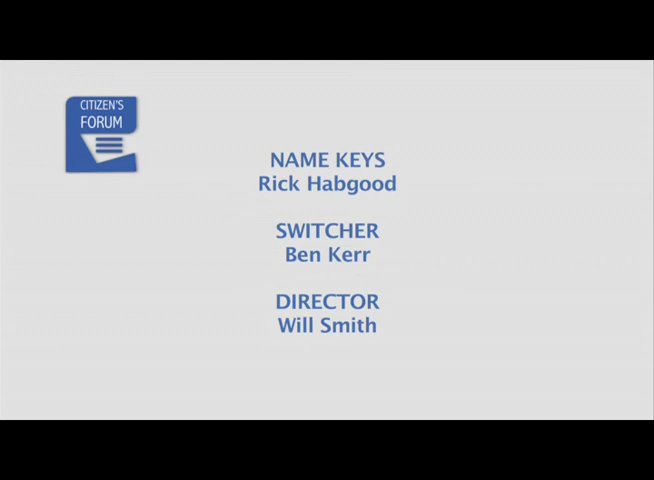 CITIZEN'S
FORUM
NAME KEYS
Rick Habgood
SWITCHER
Ben Kerr
DIRECTOR
Will Smith